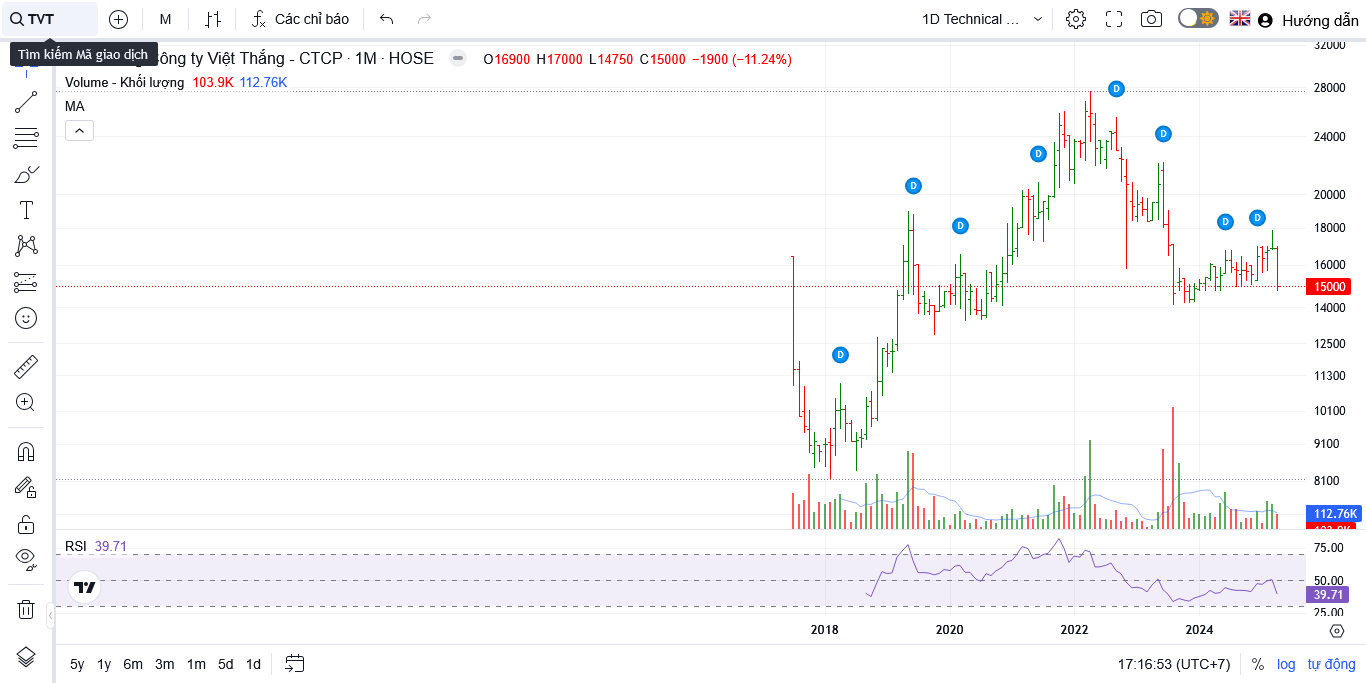 TVT
M
Các chỉ báo
1D Technical ...
Hướng dẫn
Tìm kiếm Mã giao dịch
ông ty Việt Thắng - CTCP · 1M · HOSE
O16900 H17000 L14750 C15000 −1900 (−11.24%)
Volume - Khối lượng 103.9K 112.76K
MA
32000
28000
24000
20000
18000
16000
15000
14000
12500
11300
10100
9100
8100
112.76K
D
D
D
D
D
D
D
D
RSI 39.71
75.00
50.00
39.71
25.00
2018
2020
2022
2024
5y 1y 6m 3m 1m 5d 1d
17:16:53 (UTC+7)
% log tự động